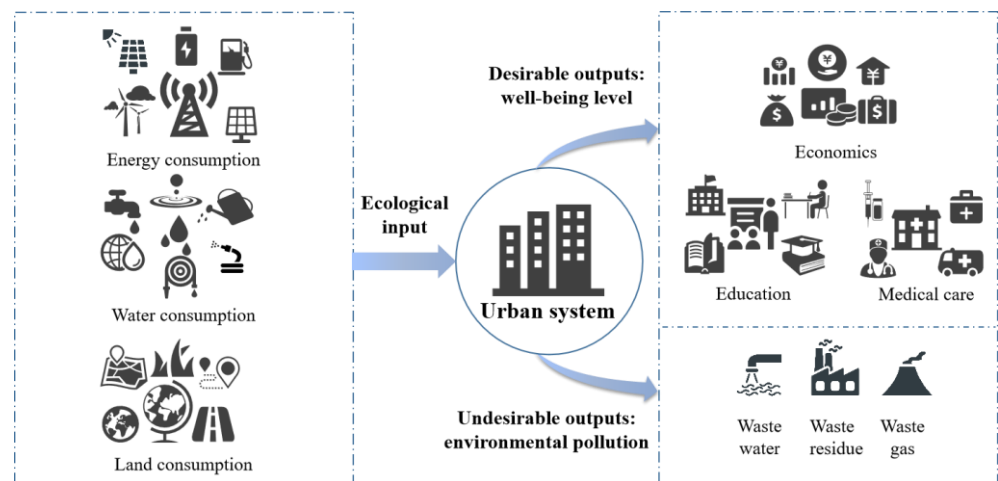 Energy consumption
Water consumption
Land consumption
Ecological
input
Desirable outputs:
well-being level
Urban system
Undesirable outputs:
environmental pollution
¥
¥
¥
$
$
Economics
Education
Medical care
Waste
water
Waste
residue
Waste
gas